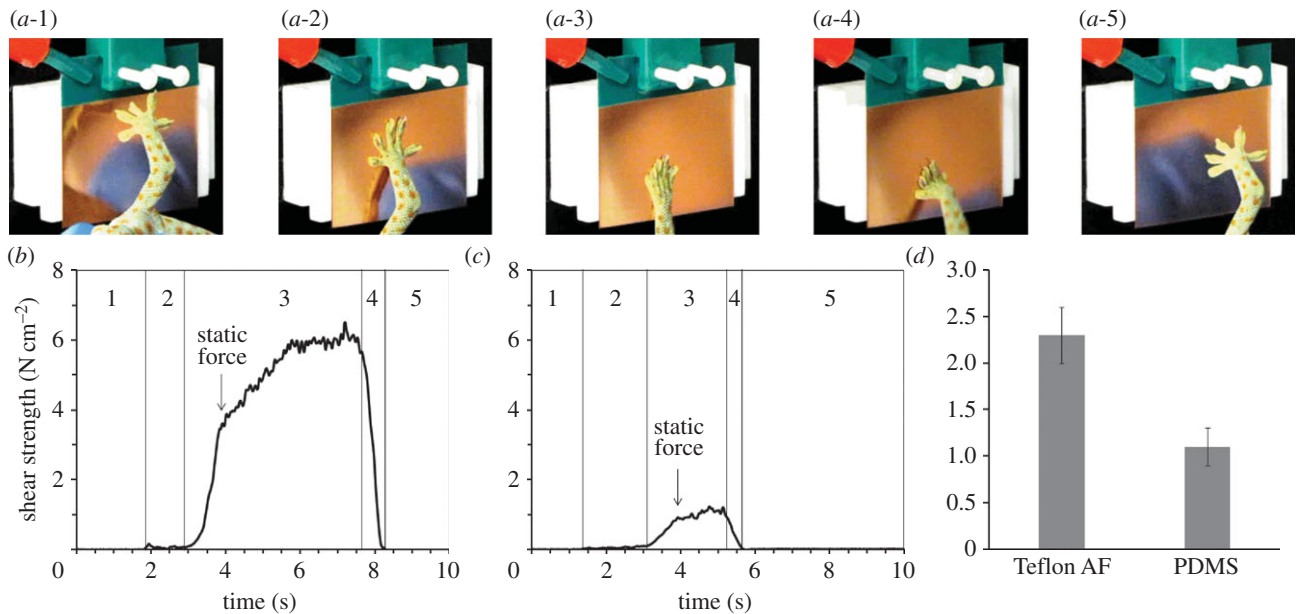 (a-1) (a-2) (a-3) (a-4) (a-5)
(b) (c) (d)
shear strength (N cm⁻²)
8
6
4
2
1 2 3 4 5
static
force
0 2 4 6 8 10
time (s)
8
6
4
2
1 2 3 4 5
static
force
0 2 4 6 8 10
time (s)
3.0
2.5
2.0
1.5
1.0
0.5
0
Teflon AF PDMS